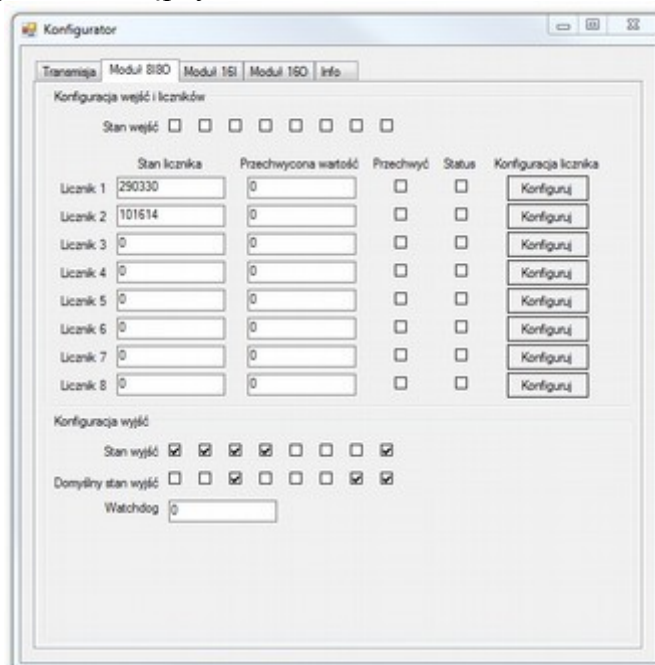 Konfigurator
Transmisja Moduł 8I8O Moduł 16I Moduł 16O Info
Konfiguracja wejść i liczników
Stan wejść
Stan licznika Przechwycona wartość Przechwyć Status Konfiguracja licznika
Licznik 1 290330 0 Konfiguruj
Licznik 2 101614 0 Konfiguruj
Licznik 3 0 0 Konfiguruj
Licznik 4 0 0 Konfiguruj
Licznik 5 0 0 Konfiguruj
Licznik 6 0 0 Konfiguruj
Licznik 7 0 0 Konfiguruj
Licznik 8 0 0 Konfiguruj
Konfiguracja wyjść
Stan wyjść
Domyślny stan wyjść
Watchdog 0